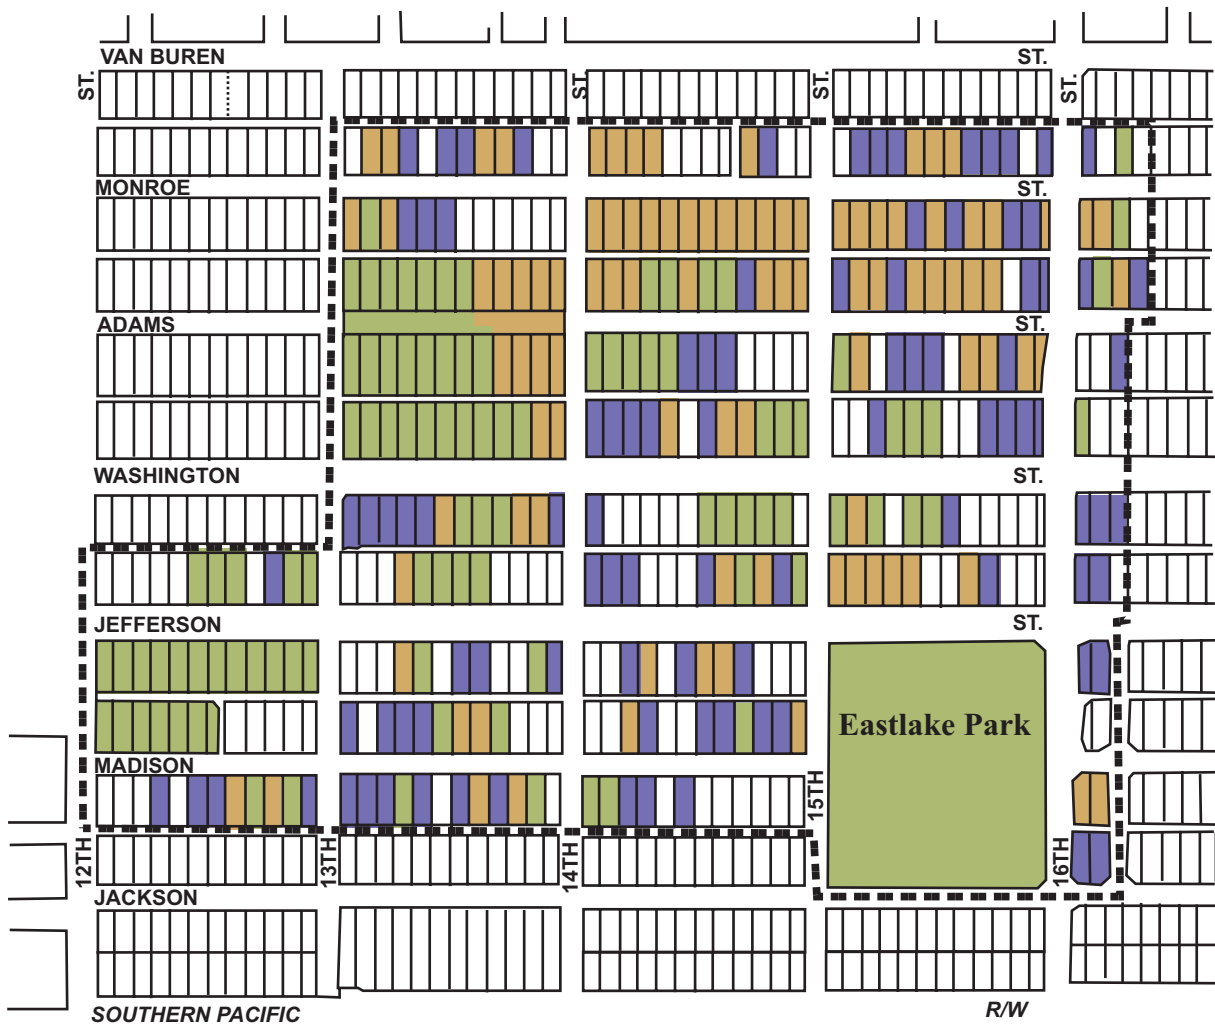 VAN BUREN ST.
ST. ST. ST. ST.
MONROE ST.
ADAMS ST.
WASHINGTON ST.
JEFFERSON ST.
Eastlake Park
MADISON
12TH 13TH 14TH 15TH 16TH
JACKSON
SOUTHERN PACIFIC R/W